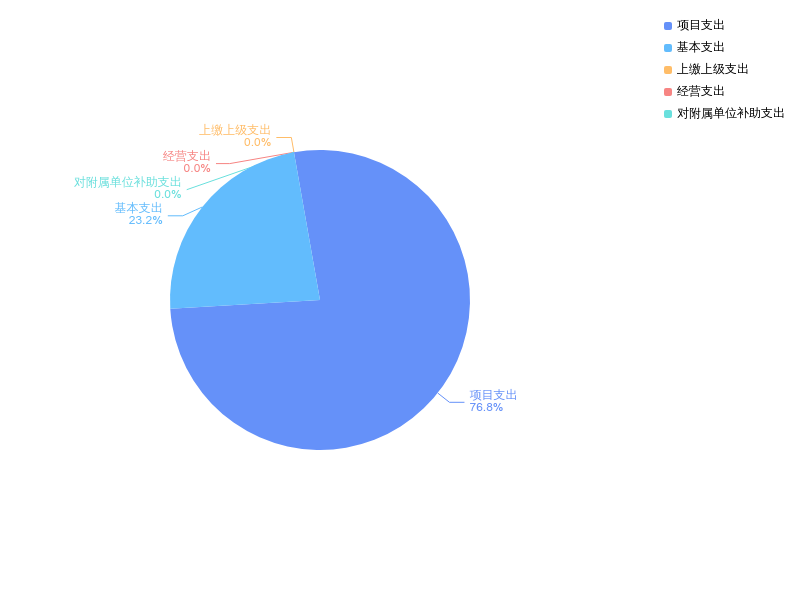 项目支出
基本支出
上缴上级支出
经营支出
对附属单位补助支出
上缴上级支出
0.0%
经营支出
0.0%
对附属单位补助支出
0.0%
基本支出
23.2%
项目支出
76.8%